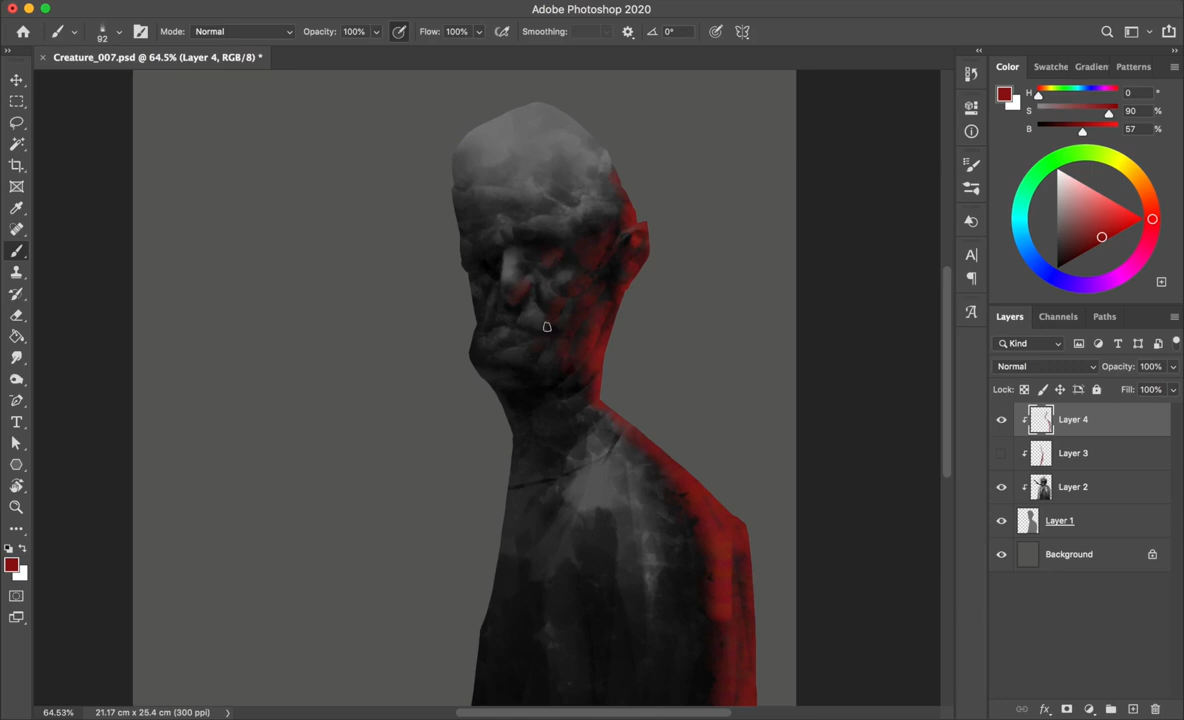 Adobe Photoshop 2020
92
Mode: Normal
Opacity: 100%
Flow: 100%
Smoothing:
0°
Creature_007.psd @ 64.5% (Layer 4, RGB/8) *
Color
Swatche
Gradien
Patterns
H 0 °
S 90 %
B 57 %
Layers
Channels
Paths
Kind
Normal
Opacity: 100%
Lock:
Fill: 100%
Layer 4
Layer 3
Layer 2
Layer 1
Background
64.53%
21.17 cm x 25.4 cm (300 ppi)